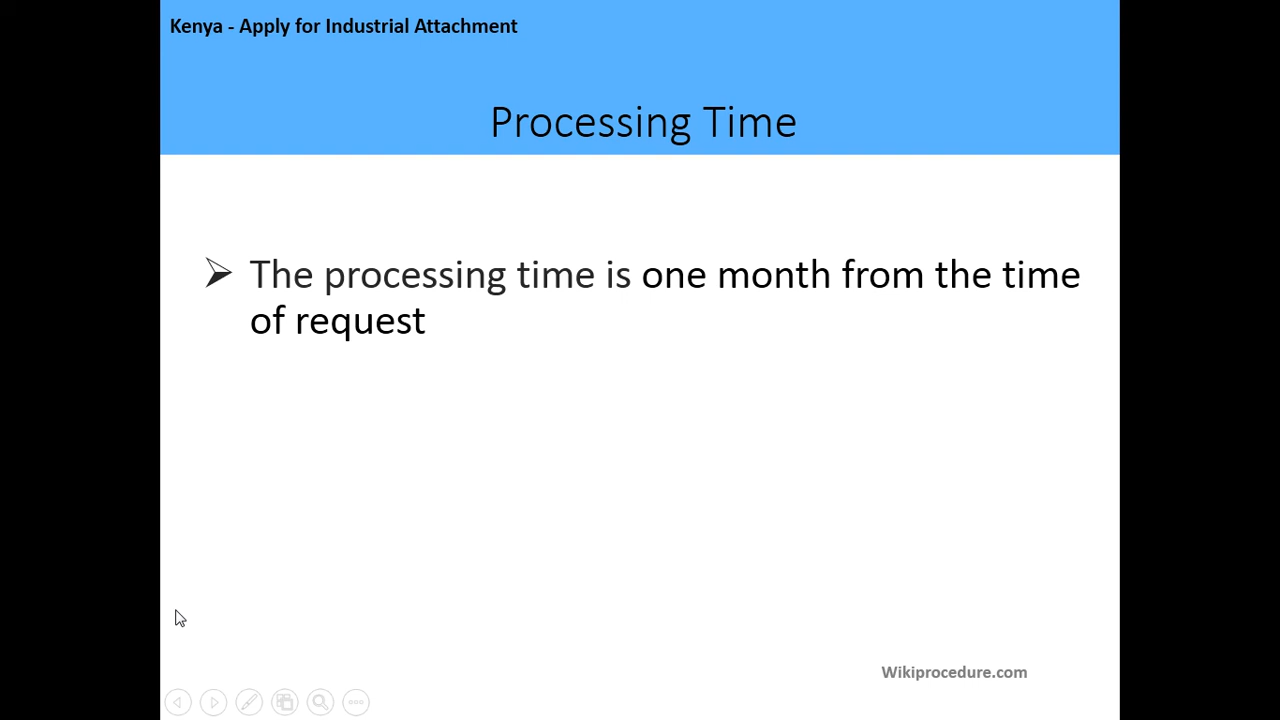 Kenya - Apply for Industrial Attachment
Processing Time
The processing time is one month from the time
of request
Wikiprocedure.com